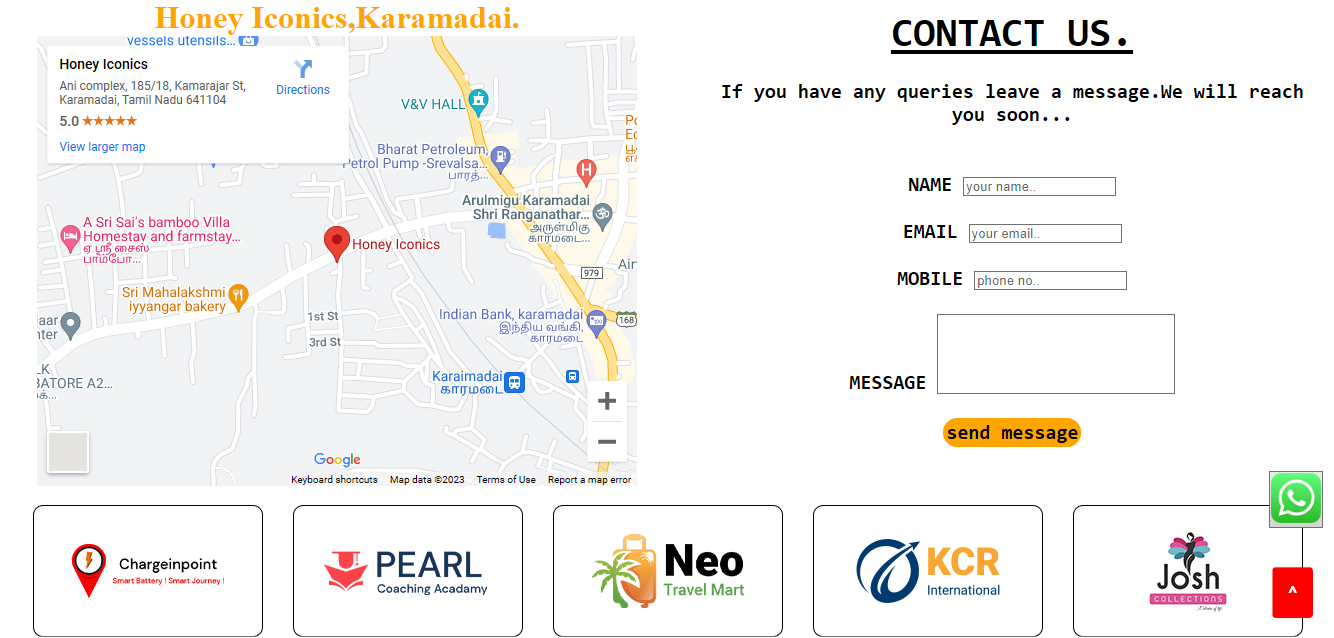 Honey Iconics,Karamadai.
vessels utensils...
Honey Iconics
Ani complex, 185/18, Kamarajar St,
Karamadai, Tamil Nadu 641104
Directions
5.0
View larger map
V&V HALL
Bharat Petroleum,
Petrol Pump -Srevalsa...
பாரத்...
Arulmigu Karamadai
Shri Ranganathar...
அருள்மிகு
காரமடை...
A Sri Sai's bamboo Villa
Homestay and farmstay...
ஏ ஸ்ரீ சைஸ்
பாம்போ...
Honey Iconics
979
Sri Mahalakshmi
iyyangar bakery
1st St
3rd St
Indian Bank, karamadai
இந்திய வங்கி,
காரமடை
168
BATORE A2...
Karaimadai
காரமடை
+
−
Google
Keyboard shortcuts
Map data ©2023
Terms of Use
Report a map error
CONTACT US.
If you have any queries leave a message.We will reach
you soon...
NAME your name..
EMAIL your email..
MOBILE phone no..
MESSAGE
send message
Chargeinpoint
Smart Battery ! Smart Journey !
PEARL
Coaching Acadamy
Neo
Travel Mart
KCR
International
Josh
COLLECTIONS
^